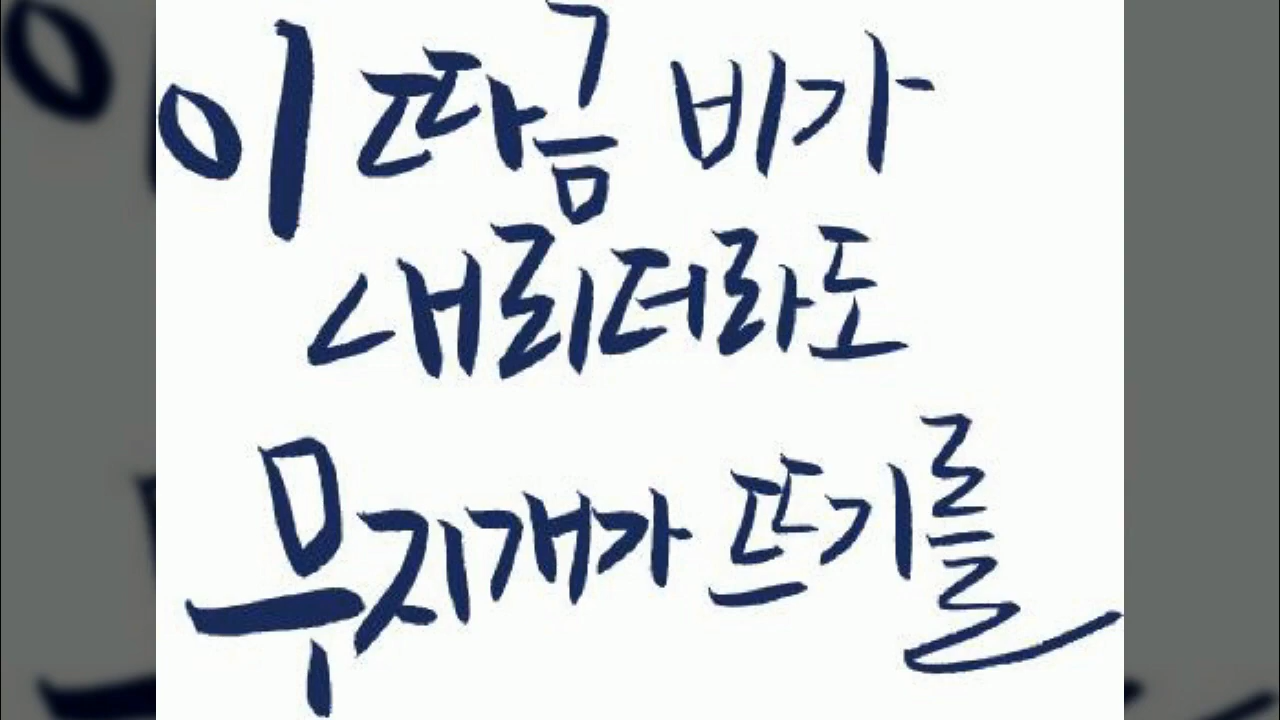 이따금 비가
내리더라도
무지개가 뜨기를